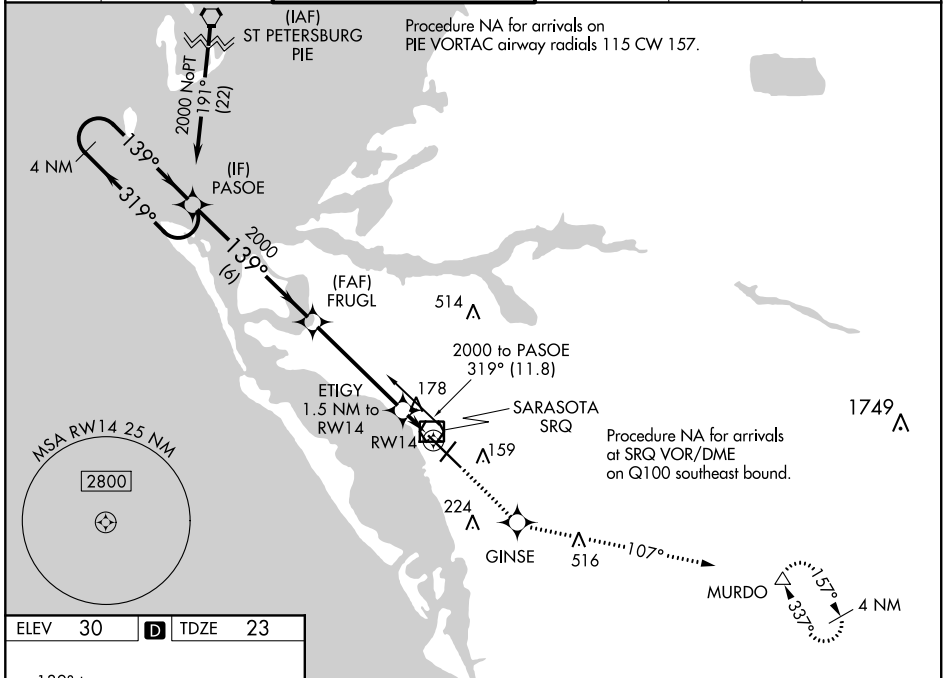 (IAF)
ST PETERSBURG
PIE
Procedure NA for arrivals on
PIE VORTAC airway radials 115 CW 157.
2000 NoPT
191°
(22)
4 NM
139°
319°
(IF)
PASOE
2000
139°
(6)
(FAF)
FRUGL
514
2000 to PASOE
319° (11.8)
ETIGY
1.5 NM to
RW14
178
RW14
SARASOTA
SRQ
159
1749
Procedure NA for arrivals
at SRQ VOR/DME
on Q100 southeast bound.
MSA RW14 25 NM
2800
224
GINSE
516
107°
MURDO
157°
337°
4 NM
ELEV 30 D TDZE 23